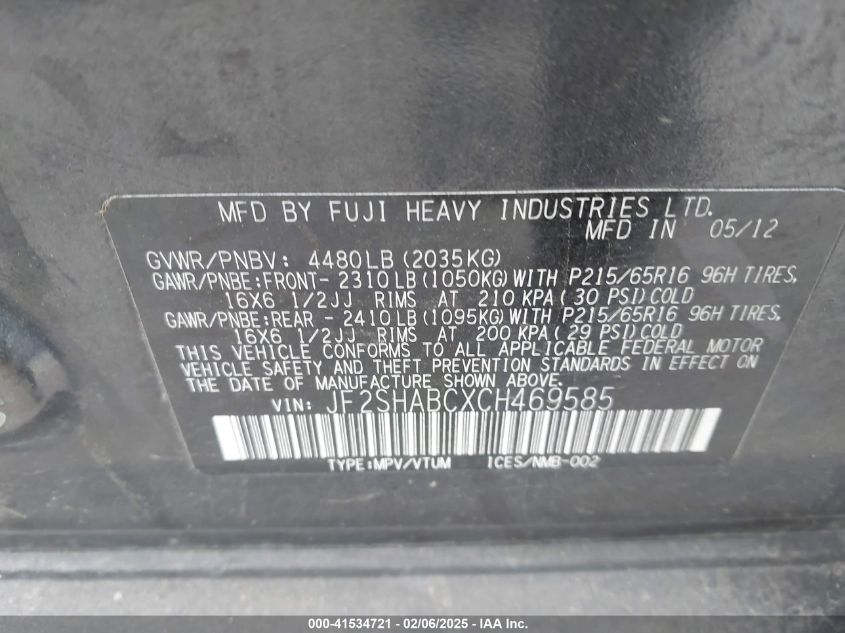 MFD BY FUJI HEAVY INDUSTRIES LTD.
MFD IN 05/12
GVWR/PNBV: 4480LB(2035KG)
GAWR/PNBE:FRONT- 2310LB(1050KG)WITH P215/65R16 96H TIRES,
16X6 1/2JJ RIMS AT 210 KPA( 30 PSI)COLD
GAWR/PNBE:REAR - 2410LB(1095KG)WITH P215/65R16 96H TIRES,
16X6 1/2JJ RIMS AT 200 KPA(29 PSI)COLD
THIS VEHICLE CONFORMS TO ALL APPLICABLE FEDERAL MOTOR
VEHICLE SAFETY AND THEFT PREVENTION STANDARDS IN EFFECT ON
THE DATE OF MANUFACTURE SHOWN ABOVE.
VIN: JF2SHABCXCH469585
TYPE:MPV/VTUM ICES/NMB-002
000-41534721 - 02/06/2025 - IAA Inc.